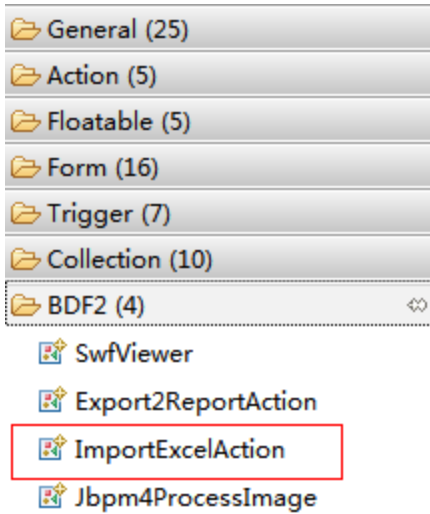 General (25)
Action (5)
Floatable (5)
Form (16)
Trigger (7)
Collection (10)
BDF2 (4)
SwfViewer
Export2ReportAction
ImportExcelAction
Jbpm4ProcessImage